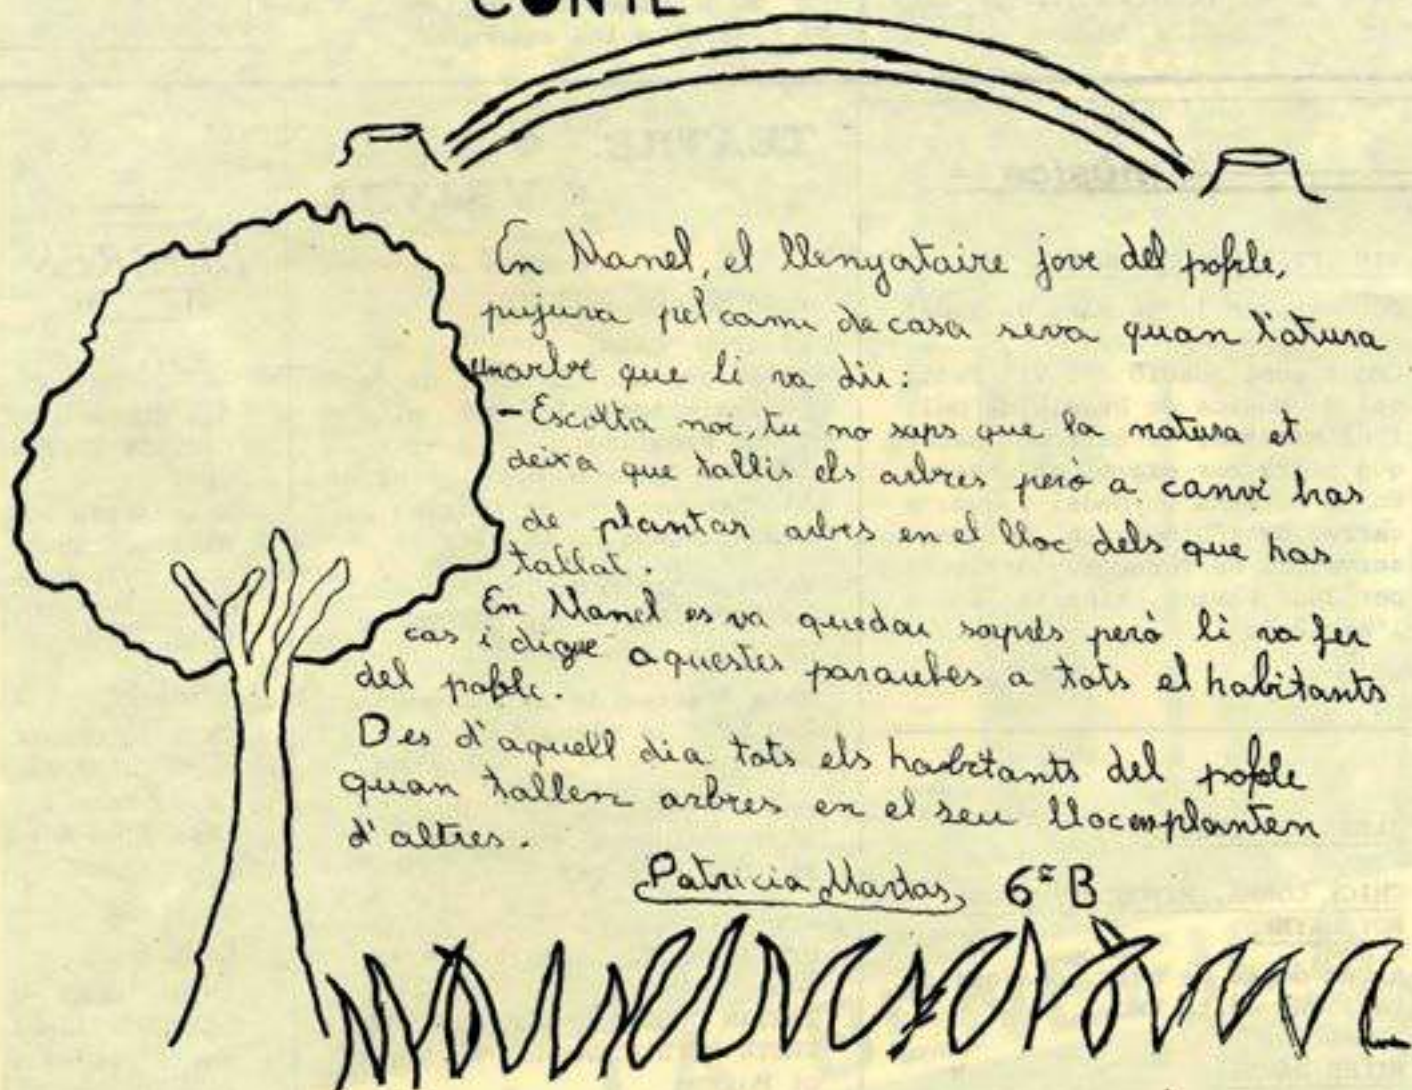 CONTE
En Manel, el llenyataire jove del poble,
pujava pel cami de casa seva quan l'atura
un arbre que li va dir:
- Escolta noi, tu no saps que la natura et
deixa que tallis els arbres però a canvi has
de plantar arbres en el lloc dels que has
tallat.
En Manel es va quedar soprés però li va fer
cas i digué aquestes paraules a tots el habitants
del poble.
Des d'aquell dia tots els habitants del poble
quan tallen arbres en el seu lloc en planten
d'altres.
Patricia 6è B